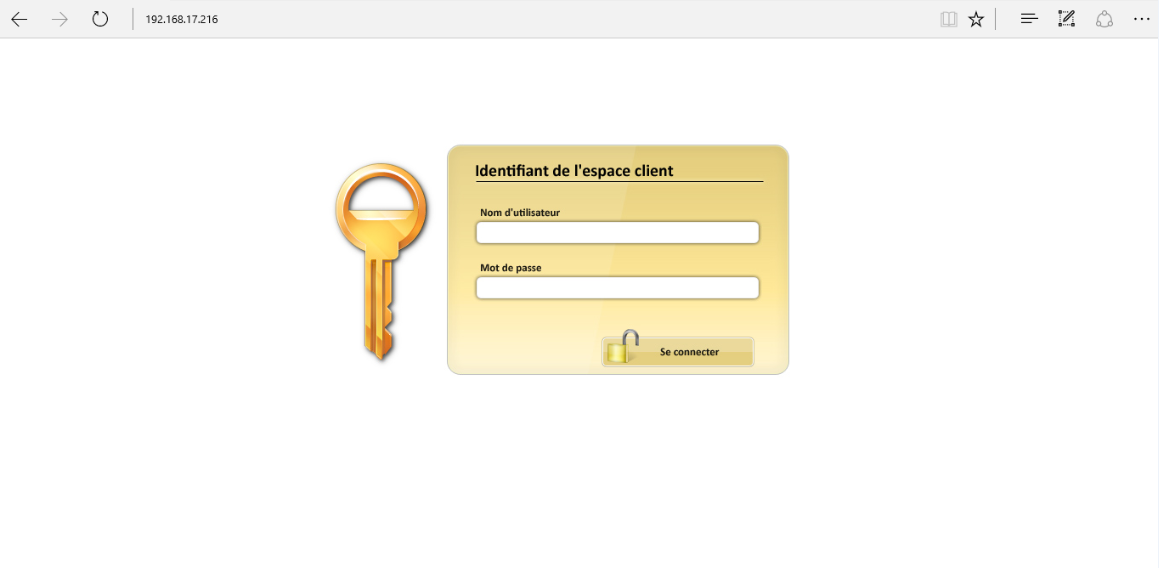 192.168.17.216
Identifiant de l'espace client
Nom d'utilisateur
Mot de passe
Se connecter